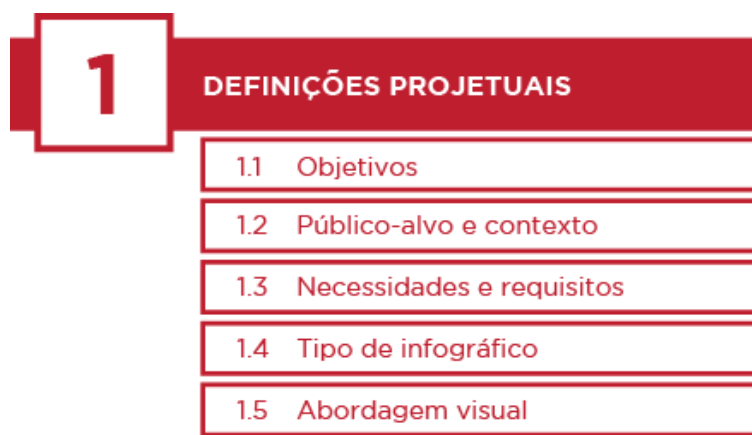 1
DEFINIÇÕES PROJETUAIS
1.1 Objetivos
1.2 Público-alvo e contexto
1.3 Necessidades e requisitos
1.4 Tipo de infográfico
1.5 Abordagem visual